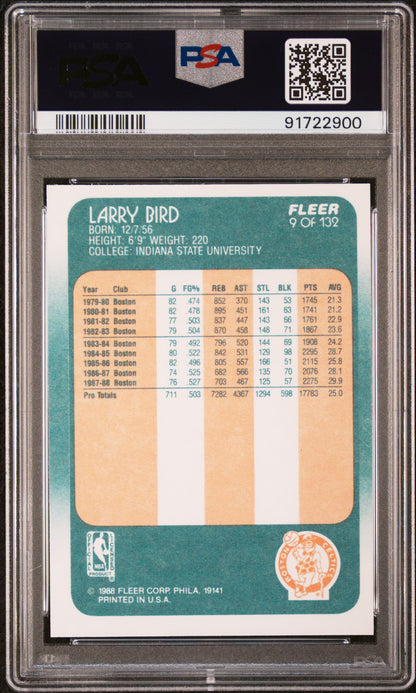 PSA
PSA
91722900
LARRY BIRD
BORN: 12/7/56
HEIGHT: 6'9" WEIGHT: 220
COLLEGE: INDIANA STATE UNIVERSITY
FLEER
9 OF 132
Year Club G FG% REB AST STL BLK PTS AVG
1979-80 Boston 82 .474 852 370 143 53 1745 21.3
1980-81 Boston 82 .478 895 451 161 63 1741 21.2
1981-82 Boston 77 .503 837 447 143 66 1761 22.9
1982-83 Boston 79 .504 870 458 148 71 1867 23.6
1983-84 Boston 79 .492 796 520 144 69 1908 24.2
1984-85 Boston 80 .522 842 531 129 98 2295 28.7
1985-86 Boston 82 .496 805 557 166 51 2115 25.8
1986-87 Boston 74 .525 682 566 135 70 2076 28.1
1987-88 Boston 76 .527 703 467 125 57 2275 29.9
Pro Totals 711 .503 7282 4367 1294 598 17783 25.0
NBA
PRODUCT
BOSTON
CELTICS
© 1988 FLEER CORP. PHILA. 19141
PRINTED IN U.S.A.